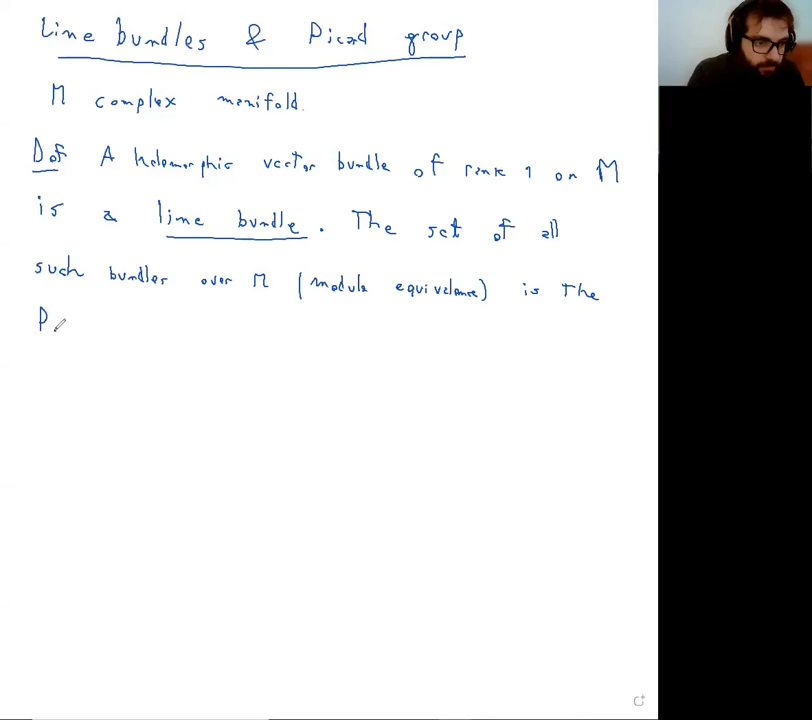 Line bundles & Picard group
M complex manifold.
Def A holomorphic vector bundle of rank 1 on M
is a line bundle. The set of all
such bundles over M (modulo equivalence) is the
P